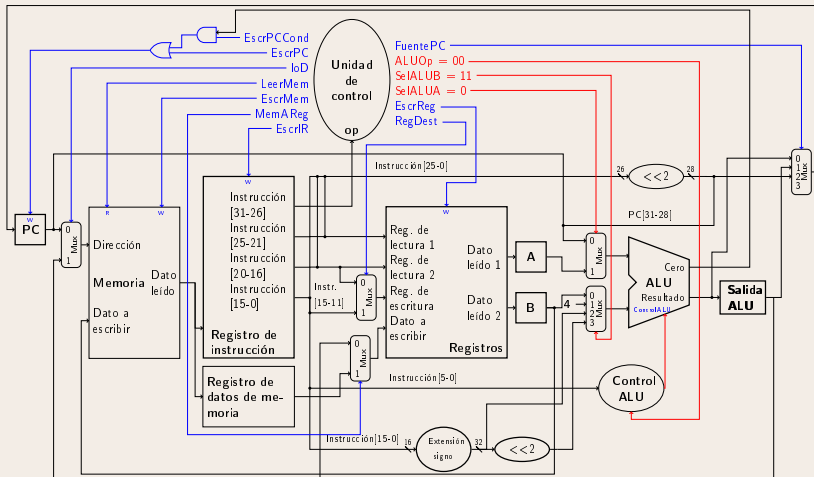 EscrPCCond
EscrPC
IoD
LeerMem
EscrMem
MemAReg
EscrIR
Unidad
de
control
op
FuentePC
ALUOp = 00
SelALUB = 11
SelALUA = 0
EscrReg
RegDest
Instrucción[25-0]
26
<<2
28
0
1
2
3
Mux
PC[31-28]
W
PC
0
1
Mux
R
W
Dirección
Memoria
Dato
leído
Dato a
escribir
W
Instrucción
[31-26]
Instrucción
[25-21]
Instrucción
[20-16]
Instrucción
[15-0]
Registro de
instrucción
Registro de
datos de me-
moria
Instr.
[15-11]
0
1
Mux
0
1
Mux
W
Reg. de
lectura 1
Reg. de
lectura 2
Reg. de
escritura
Dato a
escribir
Dato
leído 1
Dato
leído 2
Registros
A
B
4
0
1
Mux
0
1
2
3
Mux
Cero
ALU
Resultado
ControlALU
Salida
ALU
Control
ALU
Instrucción[5-0]
Instrucción[15-0]
16
Extensión
signo
32
<<2